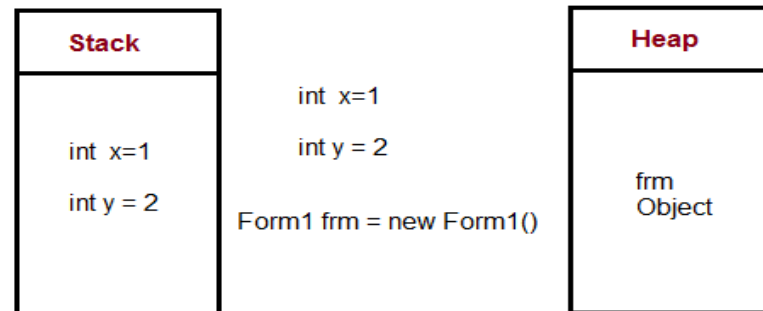 Stack
int x=1
int y = 2
int x=1
int y = 2
Form1 frm = new Form1()
Heap
frm
Object